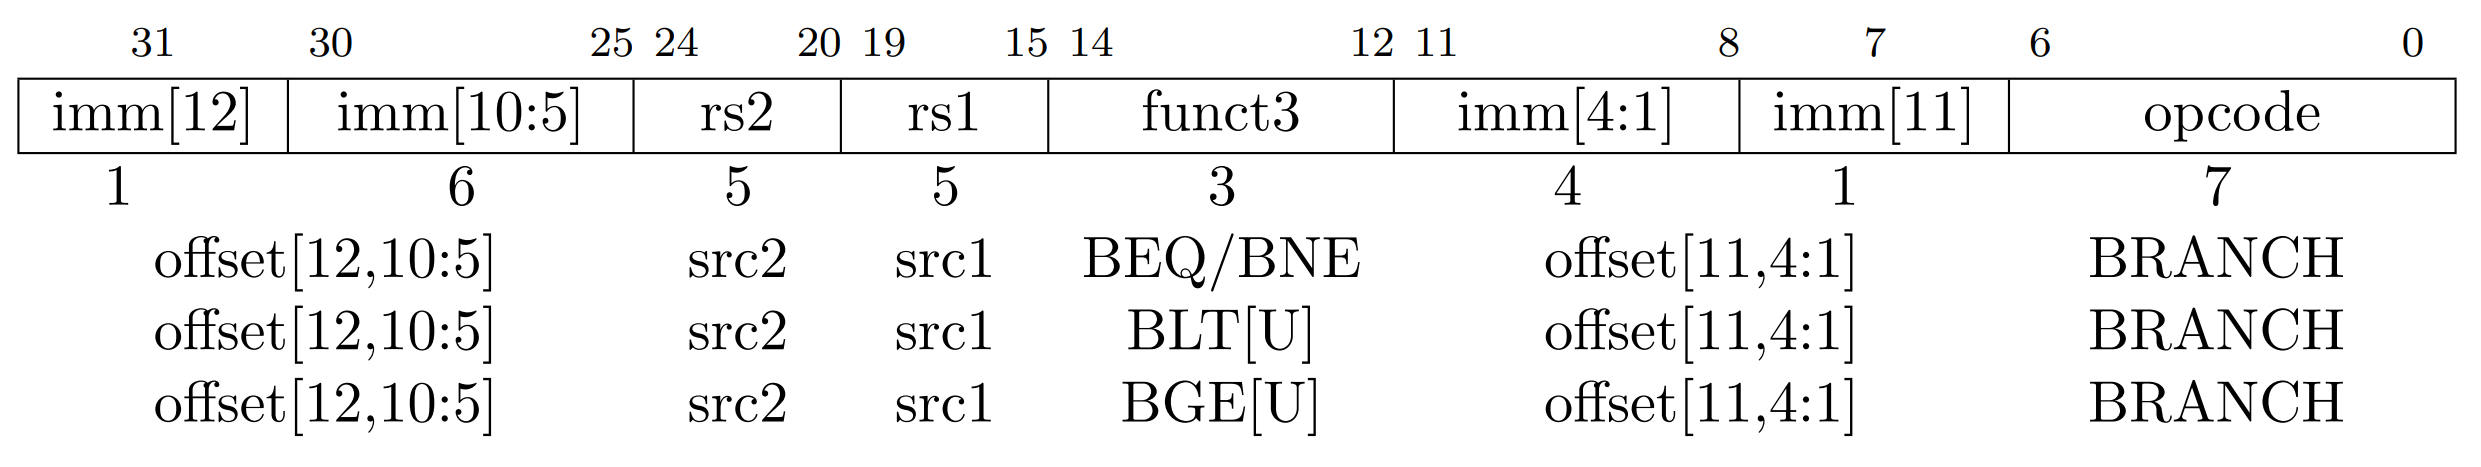 31 30 25 24 20 19 15 14 12 11 8 7 6 0
imm[12] imm[10:5] rs2 rs1 funct3 imm[4:1] imm[11] opcode
1 6 5 5 3 4 1 7
offset[12,10:5] src2 src1 BEQ/BNE offset[11,4:1] BRANCH
offset[12,10:5] src2 src1 BLT[U] offset[11,4:1] BRANCH
offset[12,10:5] src2 src1 BGE[U] offset[11,4:1] BRANCH